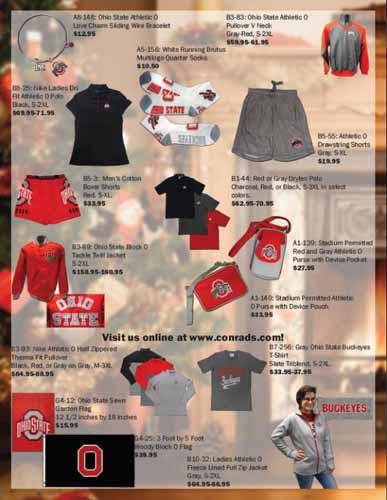 A6-148: Ohio State Athletic O
Love Charm Sliding Wire Bracelet
$12.95
B3-83: Ohio State Athletic O
Pullover V Neck
Gray-Red, S-2XL
$59.95-61.95
A5-156: White Running Brutus
Multilogo Quarter Socks
$10.50
B8-25: Nike Ladies Dri
Fit Athletic O Polo
Black, S-2XL
$69.95-71.95
STATE
B5-55: Athletic O
Drawstring Shorts
Gray, S-XL
$19.95
B5-3: Men's Cotton
Boxer Shorts
Red, S-XL
$33.95
B1-44: Red or Gray Drytec Polo
Charcoal, Red, or Black, S-3XL in select
colors.
$62.95-70.95
B3-89: Ohio State Block O
Tackle Twill Jacket
S-2XL
$158.95-160.95
A1-139: Stadium Permitted
Red and Gray Athletic O
Purse with Device Pocket
$27.95
OHIO
STATE
A1-140: Stadium Permitted Athletic
O Purse with Device Pouch
$33.95
Visit us online at www.conrads.com!
B3-93: Nike Athletic O Half Zippered
Therma Fit Pullover
Black, Red, or Gray on Gray, M-3XL
$84.95-88.95
B7-256: Gray Ohio State Buckeyes
T-Shirt
Slate Triblend, S-2XL.
$33.95-37.95
Buckeyes
G4-12: Ohio State Sewn
Garden Flag
12 1/2 inches by 18 inches
$15.95
OHIO STATE
BUCKEYES
G4-25: 3 Foot by 5 Foot
Woody Block O Flag
$39.95
O
B10-32: Ladies Athletic O
Fleece Lined Full Zip Jacket
Gray, S-2XL
$64.95-66.95